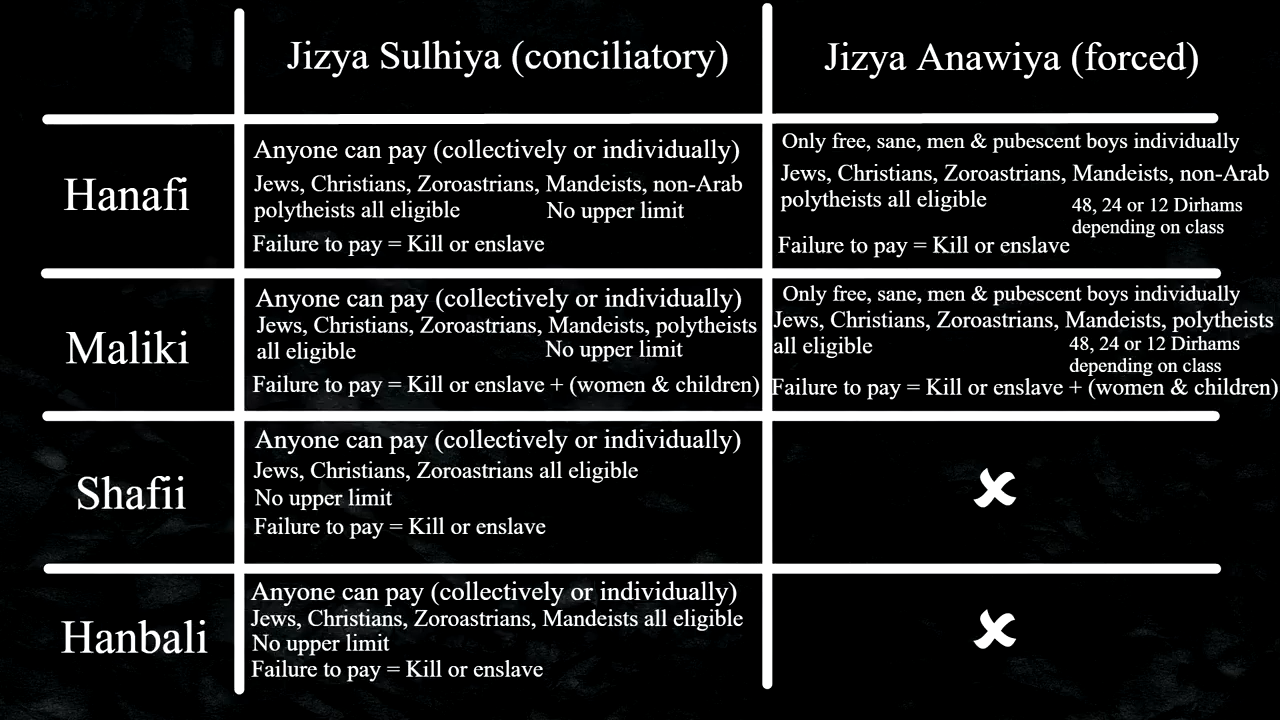 Jizya Sulhiya (conciliatory)
Jizya Anawiya (forced)
Hanafi
Anyone can pay (collectively or individually)
Jews, Christians, Zoroastrians, Mandeists, non-Arab
polytheists all eligible
No upper limit
Failure to pay = Kill or enslave
Only free, sane, men & pubescent boys individually
Jews, Christians, Zoroastrians, Mandeists, non-Arab
polytheists all eligible
48, 24 or 12 Dirhams
depending on class
Failure to pay = Kill or enslave
Maliki
Anyone can pay (collectively or individually)
Jews, Christians, Zoroastrians, Mandeists, polytheists
all eligible
No upper limit
Failure to pay = Kill or enslave + (women & children)
Only free, sane, men & pubescent boys individually
Jews, Christians, Zoroastrians, Mandeists, polytheists
all eligible
48, 24 or 12 Dirhams
depending on class
Failure to pay = Kill or enslave + (women & children)
Shafii
Anyone can pay (collectively or individually)
Jews, Christians, Zoroastrians all eligible
No upper limit
Failure to pay = Kill or enslave
Hanbali
Anyone can pay (collectively or individually)
Jews, Christians, Zoroastrians, Mandeists all eligible
No upper limit
Failure to pay = Kill or enslave